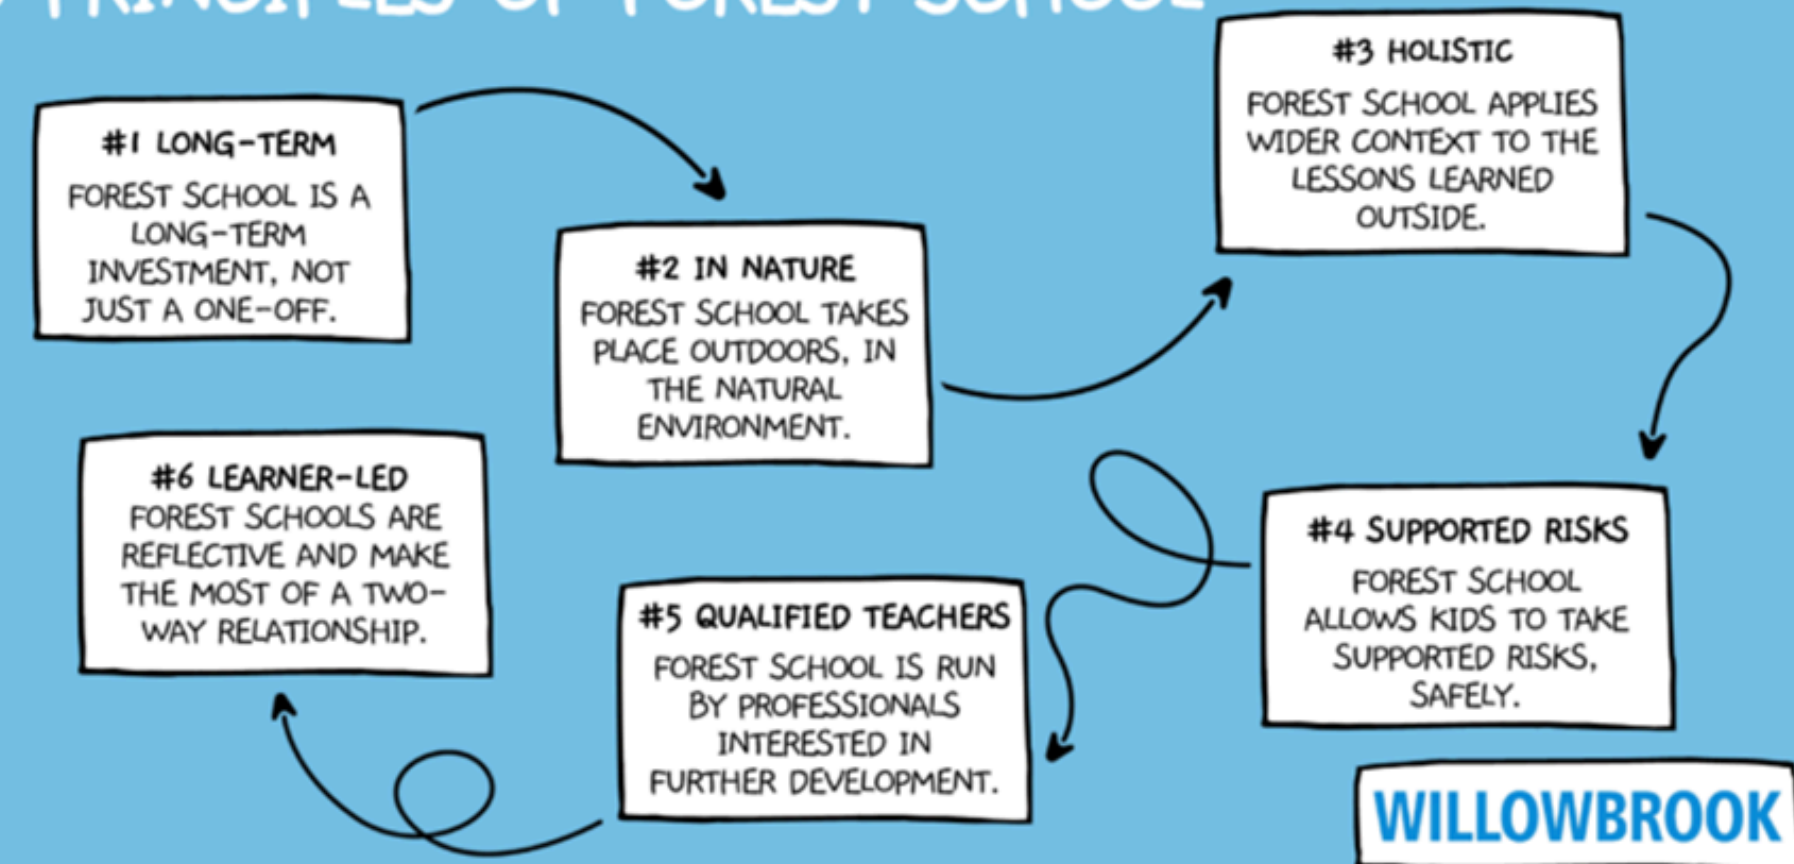 PRINCIPLES OF FOREST SCHOOL
#1 LONG-TERM
FOREST SCHOOL IS A
LONG-TERM
INVESTMENT, NOT
JUST A ONE-OFF.
#2 IN NATURE
FOREST SCHOOL TAKES
PLACE OUTDOORS, IN
THE NATURAL
ENVIRONMENT.
#3 HOLISTIC
FOREST SCHOOL APPLIES
WIDER CONTEXT TO THE
LESSONS LEARNED
OUTSIDE.
#4 SUPPORTED RISKS
FOREST SCHOOL
ALLOWS KIDS TO TAKE
SUPPORTED RISKS,
SAFELY.
#5 QUALIFIED TEACHERS
FOREST SCHOOL IS RUN
BY PROFESSIONALS
INTERESTED IN
FURTHER DEVELOPMENT.
#6 LEARNER-LED
FOREST SCHOOLS ARE
REFLECTIVE AND MAKE
THE MOST OF A TWO-
WAY RELATIONSHIP.
WILLOWBROOK